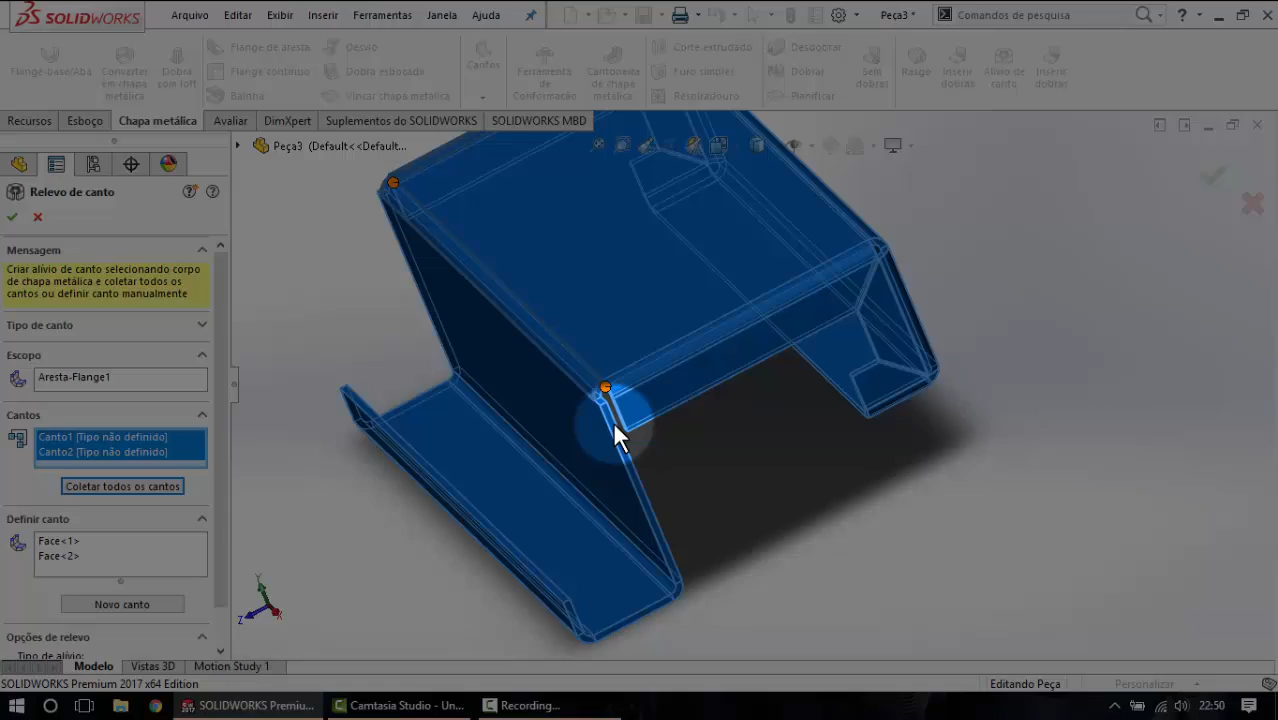 SOLIDWORKS
Arquivo
Editar
Exibir
Inserir
Ferramentas
Janela
Ajuda
Peça3 *
Comandos de pesquisa
Flange-base/Aba
Converter em chapa metálica
Dobra com loft
Flange de aresta
Flange contínuo
Bainha
Desvio
Dobra esboçada
Vincar chapa metálica
Cantos
Ferramenta de Conformação
Cantoneira de chapa metálica
Corte-extrudado
Furo simples
Respiradouro
Desdobrar
Dobrar
Planificar
Sem dobrar
Rasgo
Inserir dobras
Alívio de canto
Inserir dobras
Recursos
Esboço
Chapa metálica
Avaliar
DimXpert
Suplementos do SOLIDWORKS
SOLIDWORKS MBD
Peça3 (Default<<Default...
Relevo de canto
Mensagem
Criar alívio de canto selecionando corpo
de chapa metálica e coletar todos os
cantos ou definir canto manualmente
Tipo de canto
Escopo
Aresta-Flange1
Cantos
Canto1 [Tipo não definido]
Canto2 [Tipo não definido]
Coletar todos os cantos
Definir canto
Face<1>
Face<2>
Novo canto
Opções de relevo
Tipo de alívio:
Y
Z
X
Modelo
Vistas 3D
Motion Study 1
SOLIDWORKS Premium 2017 x64 Edition
Editando Peça
Personalizar
SOLIDWORKS Premiu...
Camtasia Studio - Un...
Recording...
22:50